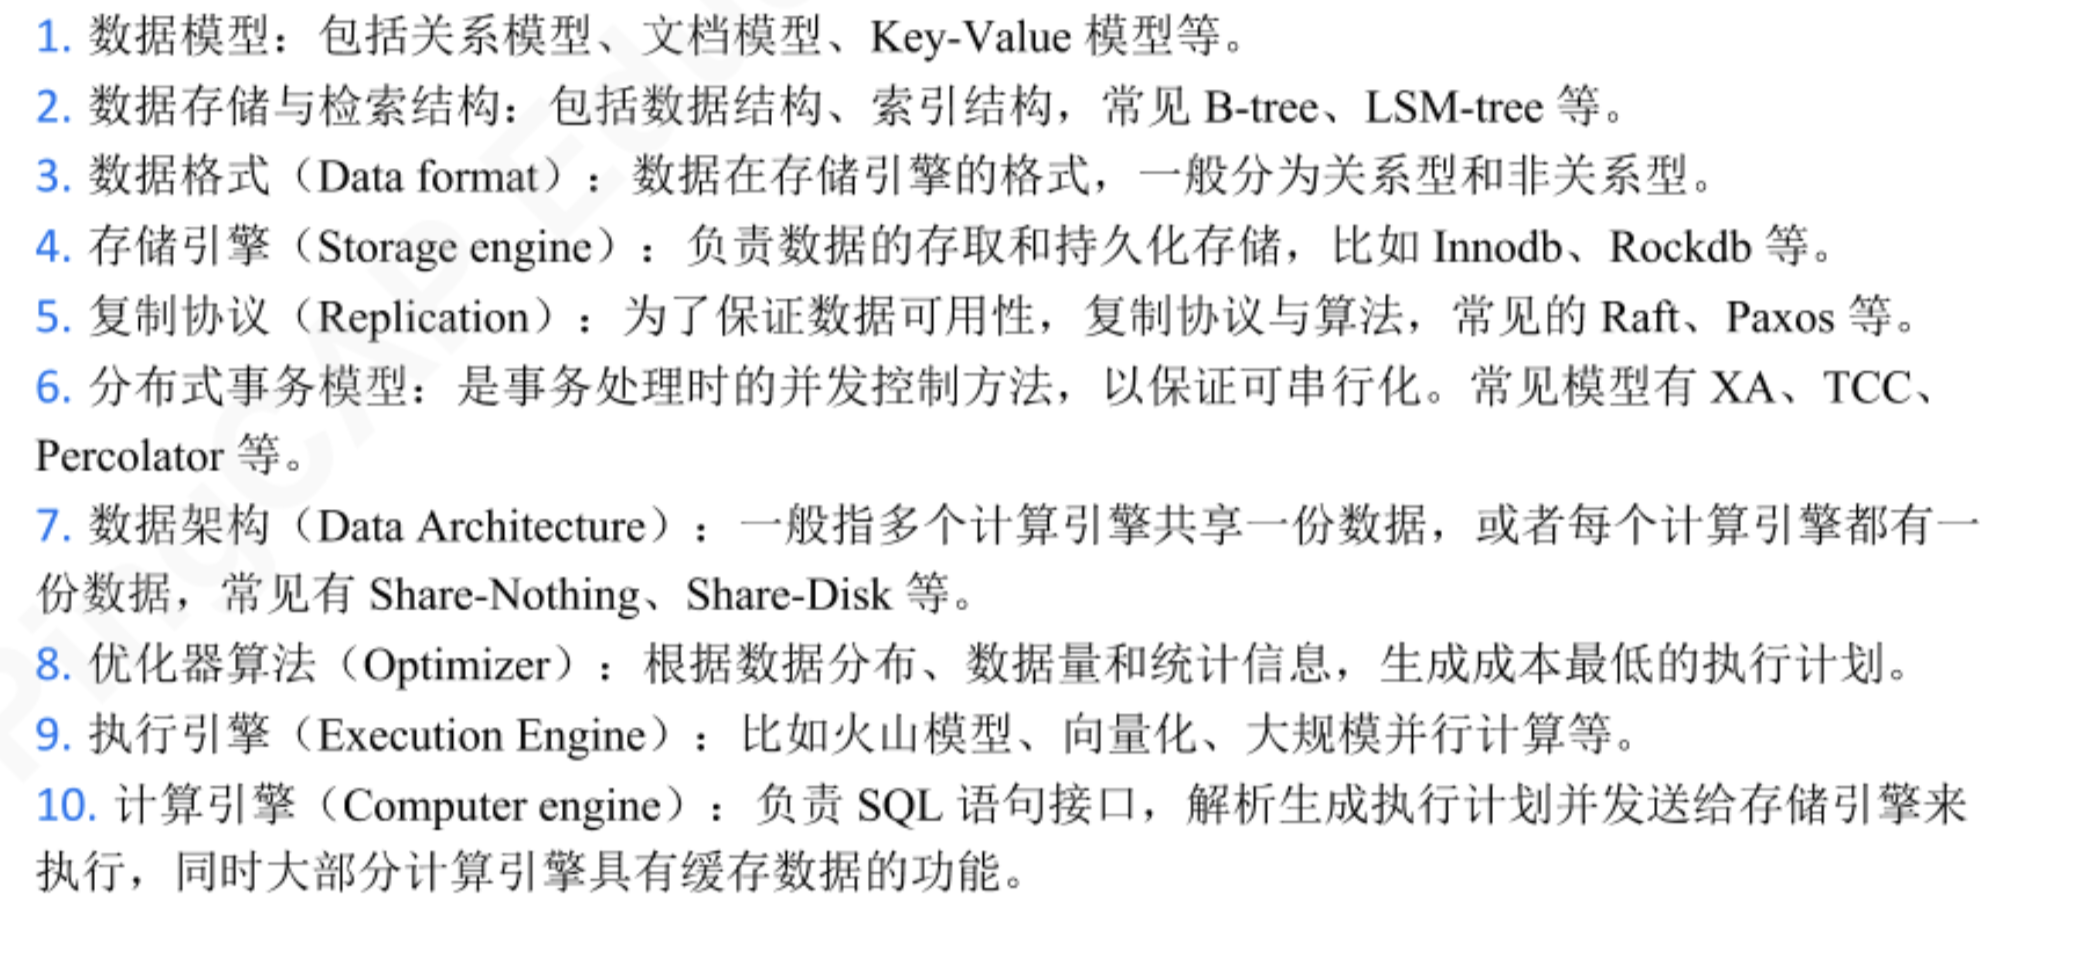 1. 数据模型：包括关系模型、文档模型、Key-Value 模型等。
2. 数据存储与检索结构：包括数据结构、索引结构，常见 B-tree、LSM-tree 等。
3. 数据格式（Data format）：数据在存储引擎的格式，一般分为关系型和非关系型。
4. 存储引擎（Storage engine）：负责数据的存取和持久化存储，比如 Innodb、Rockdb 等。
5. 复制协议（Replication）：为了保证数据可用性，复制协议与算法，常见的 Raft、Paxos 等。
6. 分布式事务模型：是事务处理时的并发控制方法，以保证可串行化。常见模型有 XA、TCC、
Percolator 等。
7. 数据架构（Data Architecture）：一般指多个计算引擎共享一份数据，或者每个计算引擎都有一
份数据，常见有 Share-Nothing、Share-Disk 等。
8. 优化器算法（Optimizer）：根据数据分布、数据量和统计信息，生成成本最低的执行计划。
9. 执行引擎（Execution Engine）：比如火山模型、向量化、大规模并行计算等。
10. 计算引擎（Computer engine）：负责 SQL 语句接口，解析生成执行计划并发送给存储引擎来
执行，同时大部分计算引擎具有缓存数据的功能。
PingCAP Edu